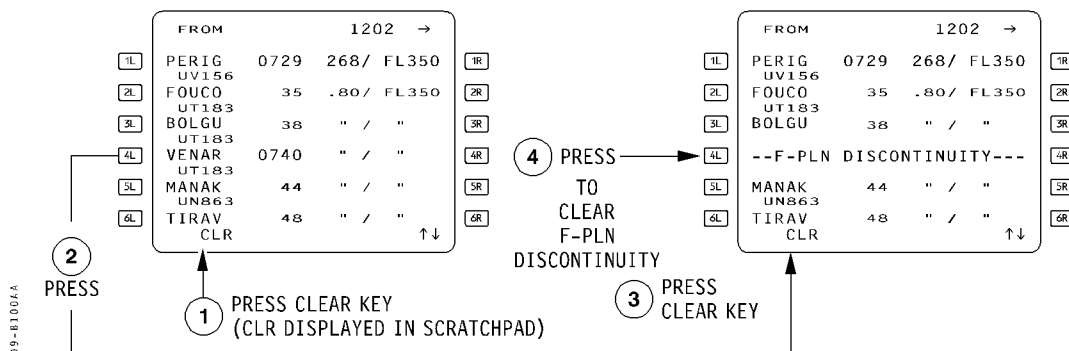 FROM 1202 →
1L PERIG 0729 268/ FL350 1R
UV156
2L FOUCO 35 .80/ FL350 2R
UT183
3L BOLGU 38 " / " 3R
UT183
4L VENAR 0740 " / " 4R
UT183
5L MANAK 44 " / " 5R
UN863
6L TIRAV 48 " / " 6R
CLR ↑↓
2
PRESS
1 PRESS CLEAR KEY
(CLR DISPLAYED IN SCRATCHPAD)
4 PRESS
TO
CLEAR
F-PLN
DISCONTINUITY
3 PRESS
CLEAR KEY
FROM 1202 →
1L PERIG 0729 268/ FL350 1R
UV156
2L FOUCO 35 .80/ FL350 2R
UT183
3L BOLGU 38 " / " 3R
4L --F-PLN DISCONTINUITY--- 4R
5L MANAK 44 " / " 5R
UN863
6L TIRAV 48 " / " 6R
CLR ↑↓
99-B100AA